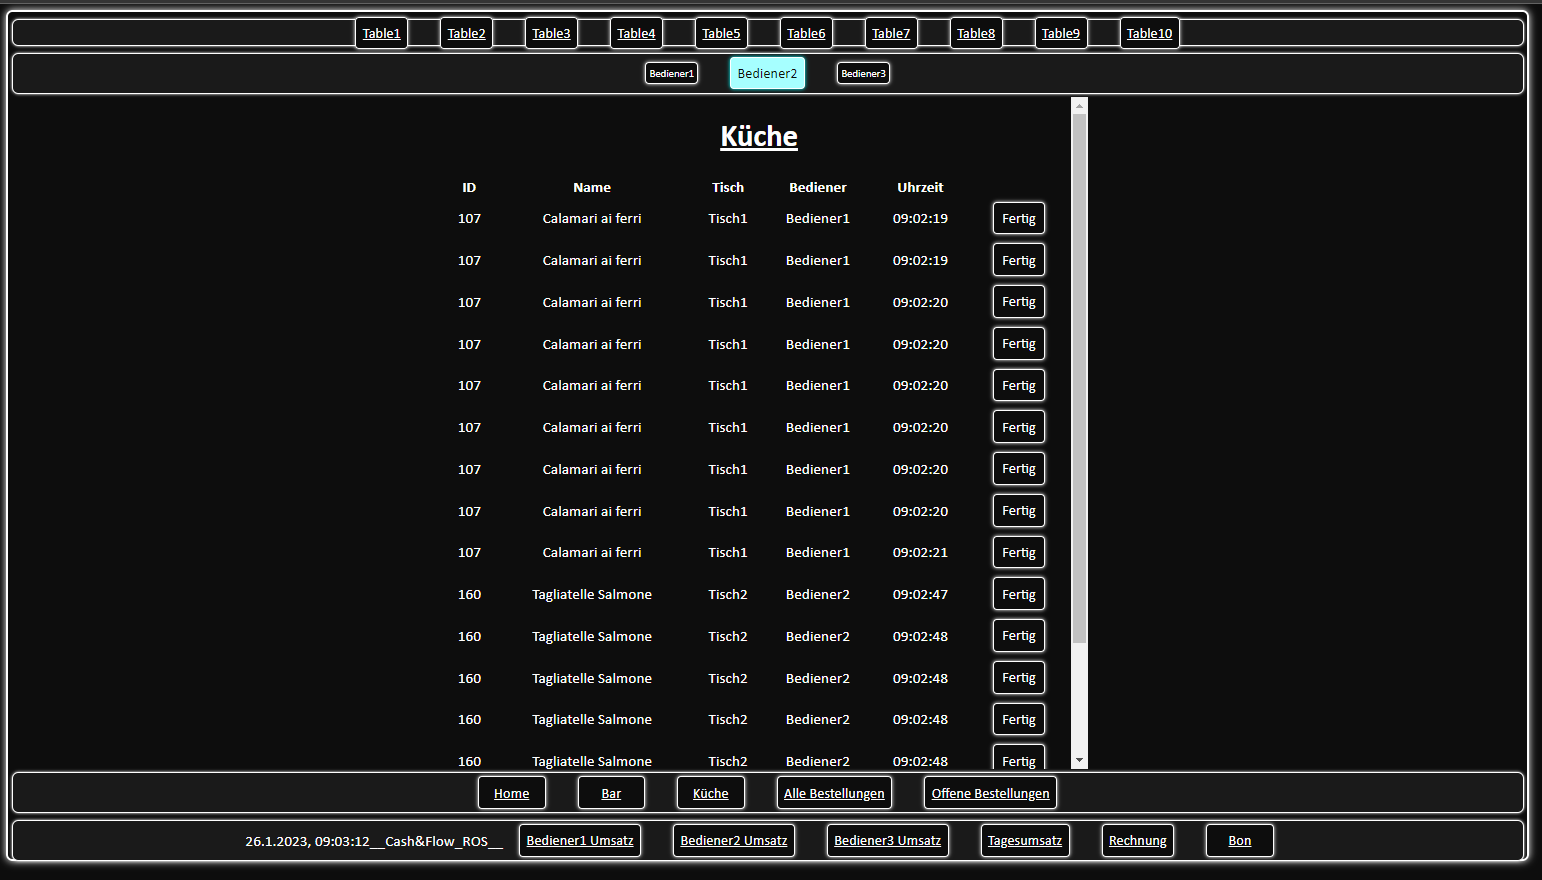 Table1 Table2 Table3 Table4 Table5 Table6 Table7 Table8 Table9 Table10
Bediener1 Bediener2 Bediener3
Küche
ID Name Tisch Bediener Uhrzeit
107 Calamari ai ferri Tisch1 Bediener1 09:02:19 Fertig
107 Calamari ai ferri Tisch1 Bediener1 09:02:19 Fertig
107 Calamari ai ferri Tisch1 Bediener1 09:02:20 Fertig
107 Calamari ai ferri Tisch1 Bediener1 09:02:20 Fertig
107 Calamari ai ferri Tisch1 Bediener1 09:02:20 Fertig
107 Calamari ai ferri Tisch1 Bediener1 09:02:20 Fertig
107 Calamari ai ferri Tisch1 Bediener1 09:02:20 Fertig
107 Calamari ai ferri Tisch1 Bediener1 09:02:20 Fertig
107 Calamari ai ferri Tisch1 Bediener1 09:02:21 Fertig
160 Tagliatelle Salmone Tisch2 Bediener2 09:02:47 Fertig
160 Tagliatelle Salmone Tisch2 Bediener2 09:02:48 Fertig
160 Tagliatelle Salmone Tisch2 Bediener2 09:02:48 Fertig
160 Tagliatelle Salmone Tisch2 Bediener2 09:02:48 Fertig
160 Tagliatelle Salmone Tisch2 Bediener2 09:02:48 Fertig
Home Bar Küche Alle Bestellungen Offene Bestellungen
26.1.2023, 09:03:12__Cash&Flow_ROS__ Bediener1 Umsatz Bediener2 Umsatz Bediener3 Umsatz Tagesumsatz Rechnung Bon